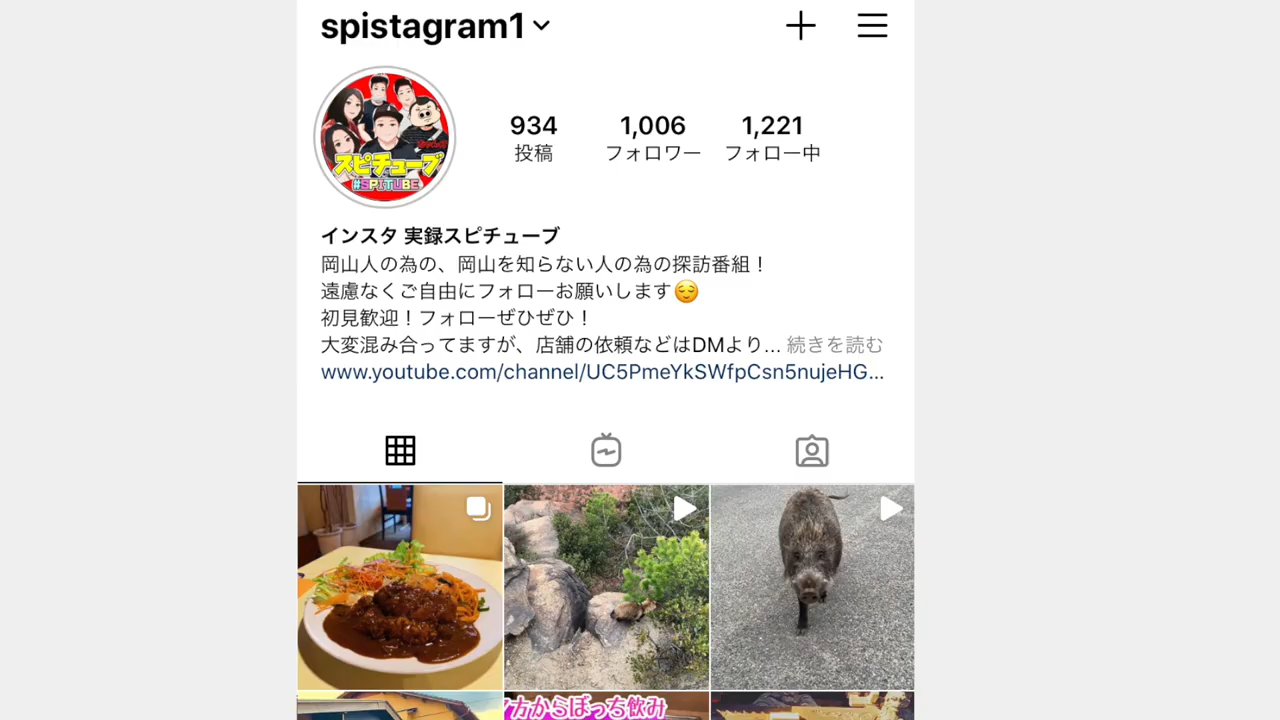 spistagram1
934
投稿
1,006
フォロワー
1,221
フォロー中
スピチューブ
#SPITUBE
インスタ 実録スピチューブ
岡山人の為の、岡山を知らない人の為の探訪番組！
遠慮なくご自由にフォローお願いします😌
初見歓迎！フォローぜひぜひ！
大変混み合ってますが、店舗の依頼などはDMより... 続きを読む
www.youtube.com/channel/UC5PmeYkSWfpCsn5nujeHG...
方からぼっち飲み